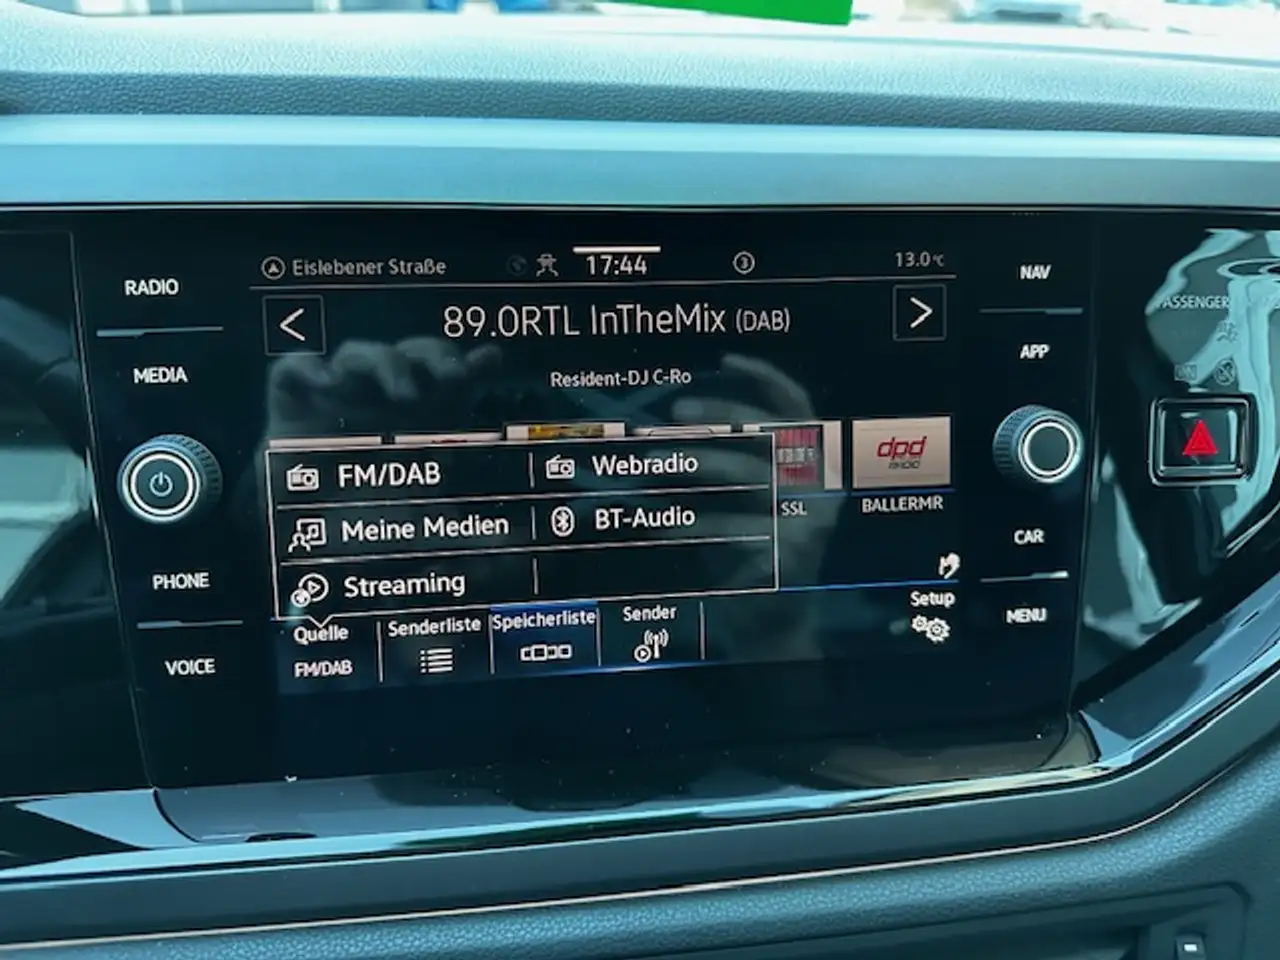 RADIO
MEDIA
PHONE
VOICE
Eislebener Straße
17:44
3
13.0°C
89.0RTL InTheMix (DAB)
Resident-DJ C-Ro
FM/DAB
Webradio
Meine Medien
BT-Audio
Streaming
SSL
dpd
RADIO
BALLERMR
Quelle
FM/DAB
Senderliste
Speicherliste
Sender
Setup
NAV
APP
CAR
MENU
PASSENGER